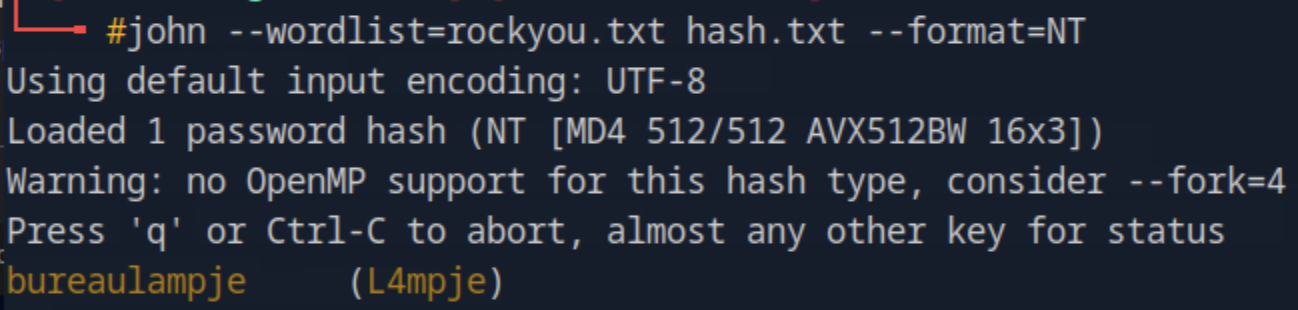 #john --wordlist=rockyou.txt hash.txt --format=NT
Using default input encoding: UTF-8
Loaded 1 password hash (NT [MD4 512/512 AVX512BW 16x3])
Warning: no OpenMP support for this hash type, consider --fork=4
Press 'q' or Ctrl-C to abort, almost any other key for status
bureaulampje     (L4mpje)